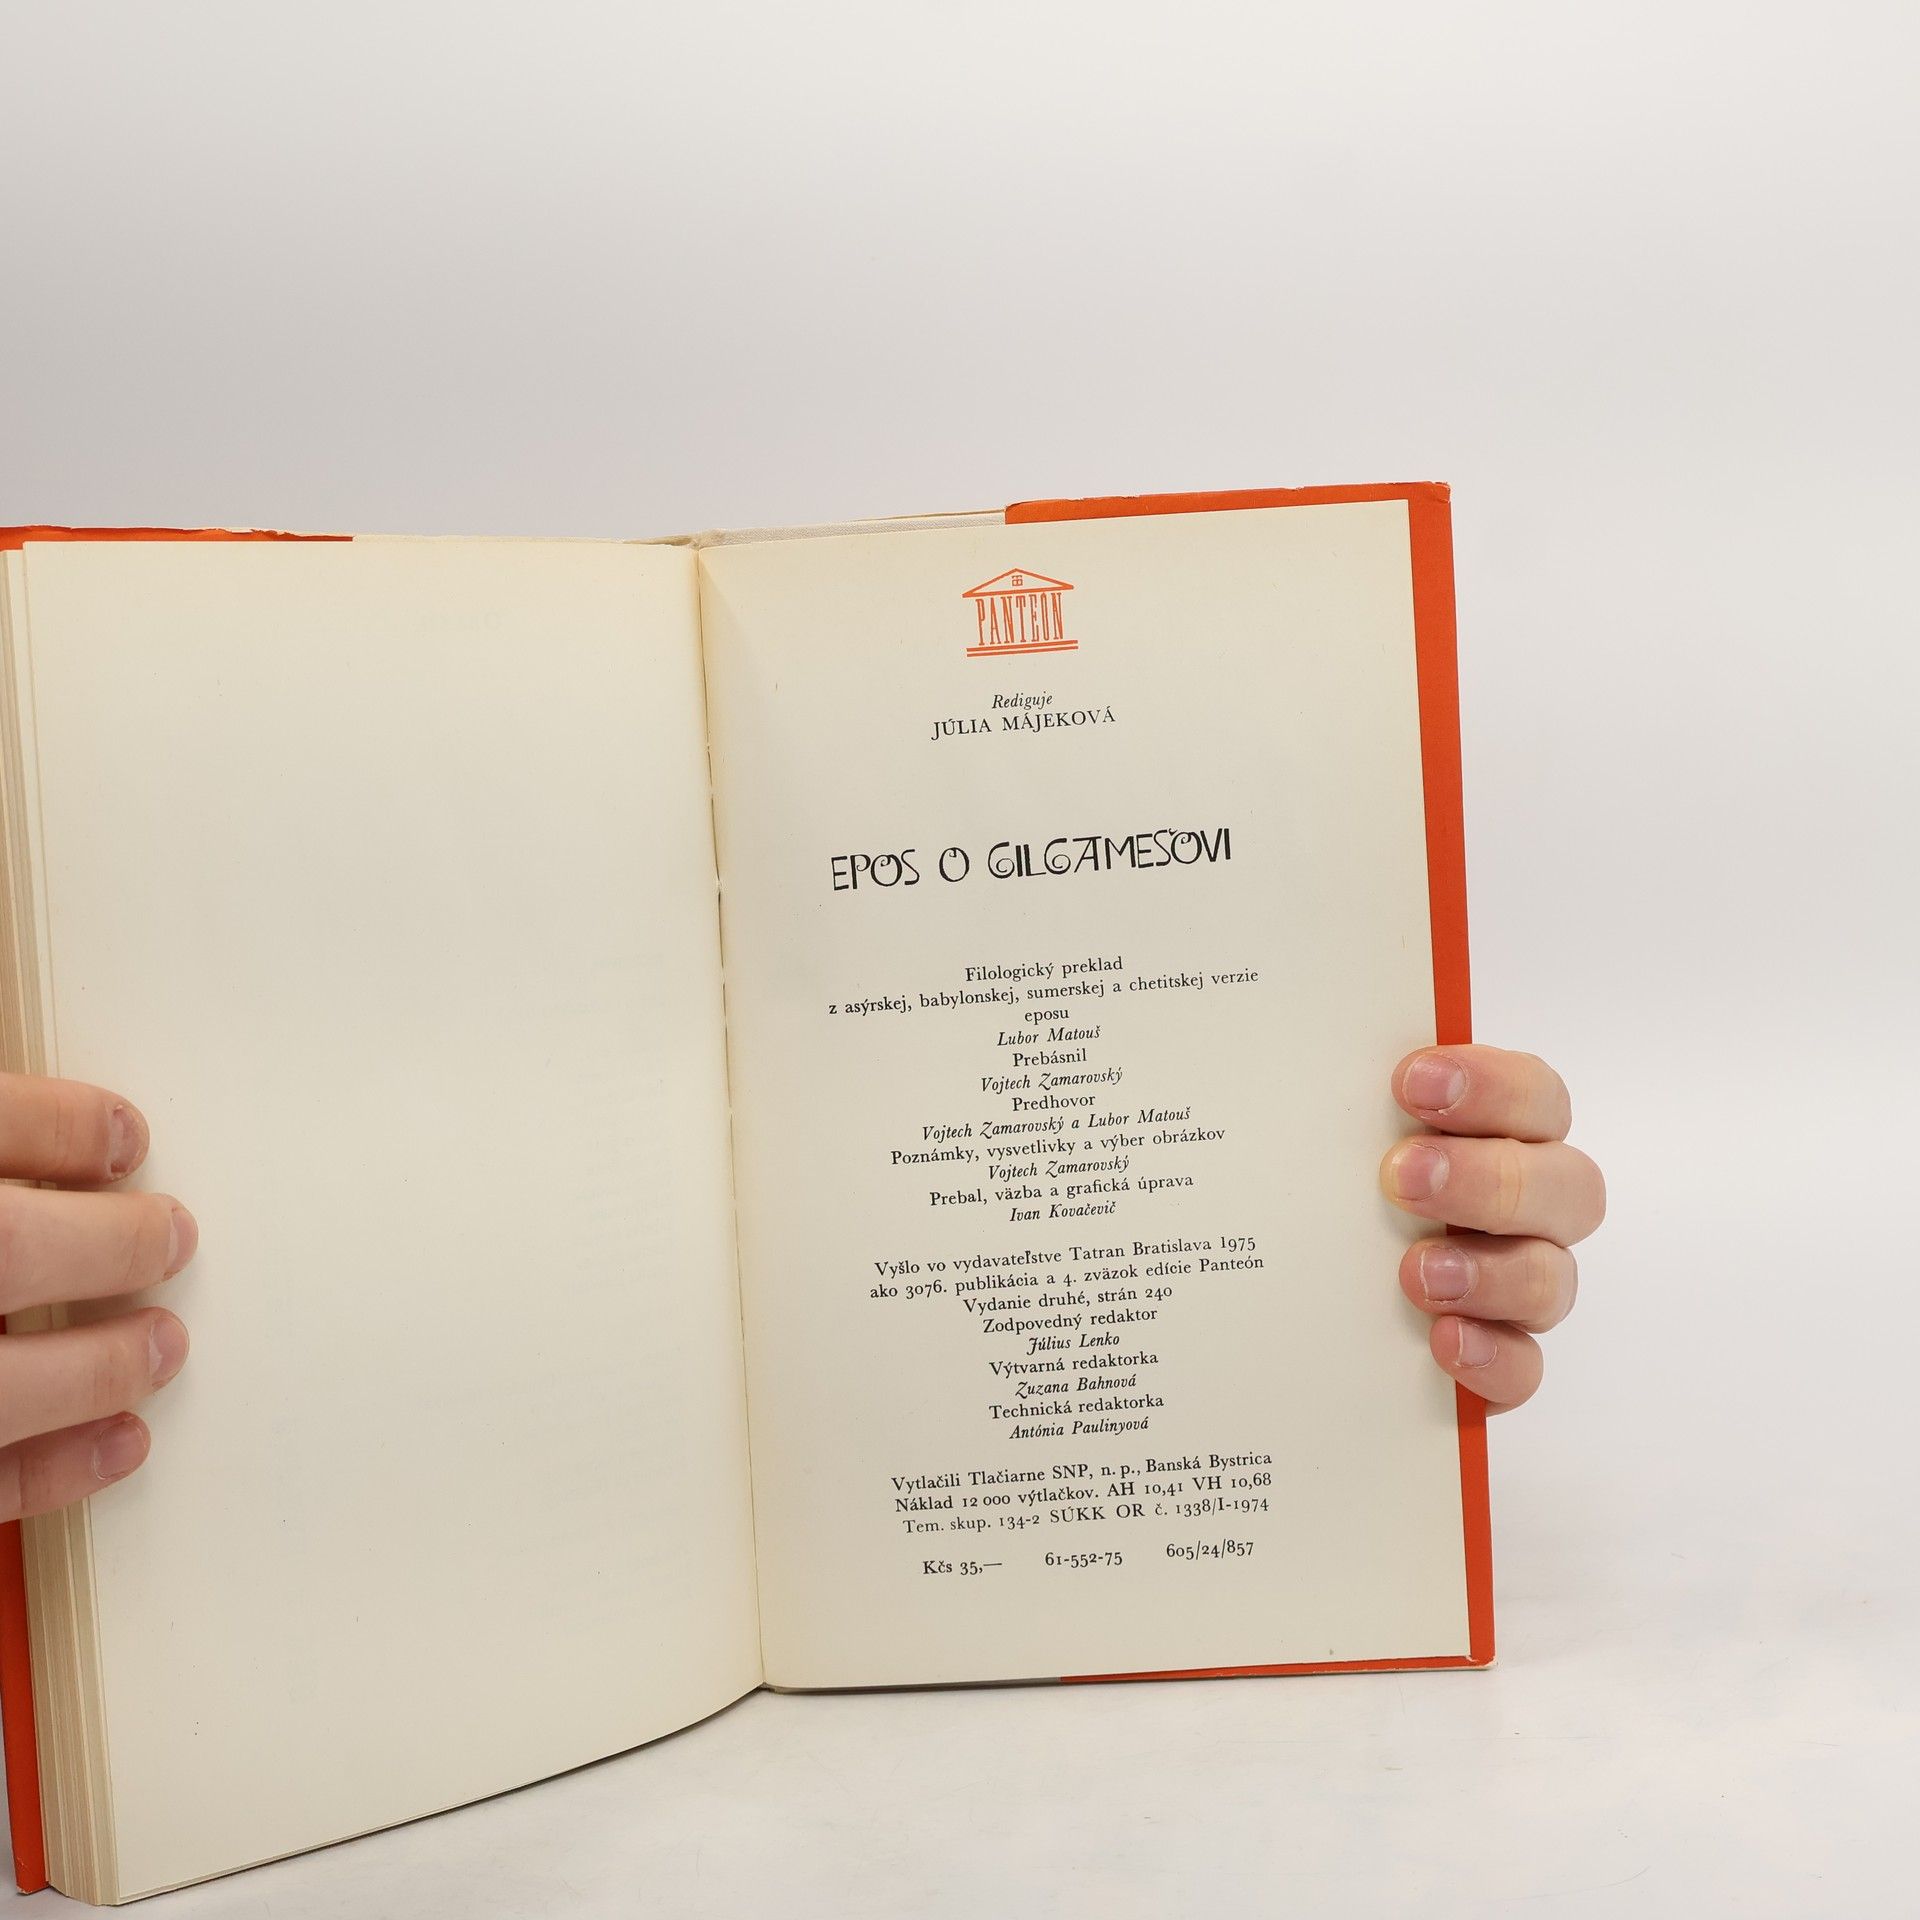 PANTEÓN
Rediguje
JÚLIA MÁJEKOVÁ
EPOS O GILGAMEŠOVI
Filologický preklad
z asýrskej, babylonskej, sumerskej a chetitskej verzie
eposu
Lubor Matouš
Prebásnil
Vojtech Zamarovský
Predhovor
Vojtech Zamarovský a Lubor Matouš
Poznámky, vysvetlivky a výber obrázkov
Vojtech Zamarovský
Prebal, väzba a grafická úprava
Ivan Kovačevič
Vyšlo vo vydavateľstve Tatran Bratislava 1975
ako 3076. publikácia a 4. zväzok edície Panteón
Vydanie druhé, strán 240
Zodpovedný redaktor
Július Lenko
Výtvarná redaktorka
Zuzana Bahnová
Technická redaktorka
Antónia Paulinyová
Vytlačili Tlačiarne SNP, n. p., Banská Bystrica
Náklad 12 000 výtlačkov. AH 10,41 VH 10,68
Tem. skup. 134-2 SÚKK OR č. 1338/I-1974
Kčs 35,— 61-552-75 605/24/857